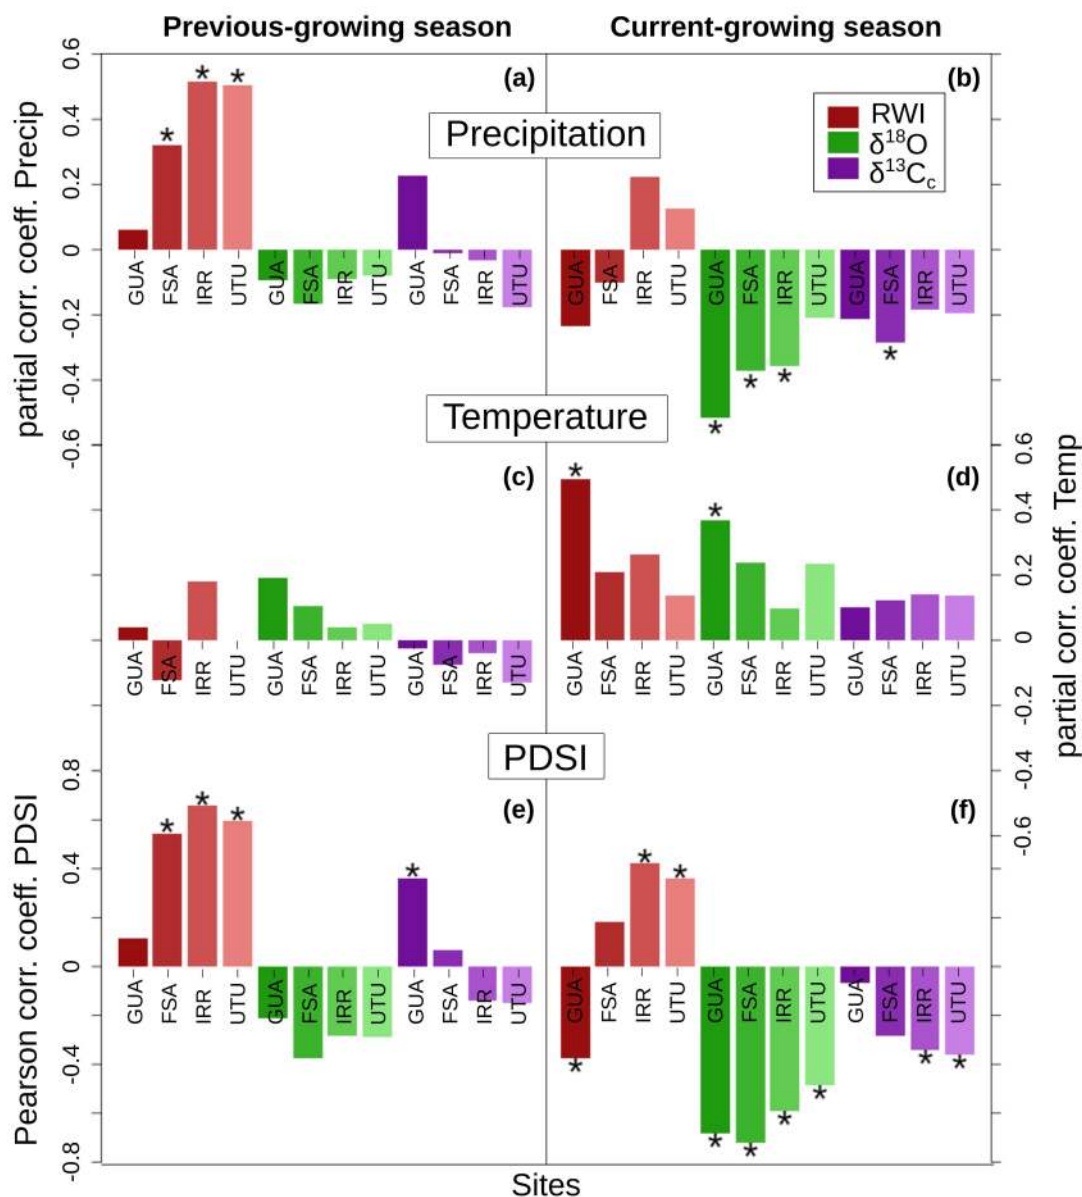 Previous-growing season
Current-growing season
partial corr. coeff. Precip
0.6
0.4
0.2
0
-0.2
-0.4
-0.6
(a)
* * *
GUA FSA IRR UTU GUA FSA IRR UTU GUA FSA IRR UTU
Precipitation
(b)
RWI
δ¹⁸O
δ¹³Cc
GUA FSA IRR UTU GUA FSA IRR UTU GUA FSA IRR UTU
* * * *
Temperature
(c)
GUA FSA IRR UTU GUA FSA IRR UTU GUA FSA IRR UTU
(d)
* *
GUA FSA IRR UTU GUA FSA IRR UTU GUA FSA IRR UTU
0.6
0.4
0.2
0
-0.2
-0.4
-0.6
partial corr. coeff. Temp
PDSI
Pearson corr. coeff. PDSI
0.8
0.4
0
-0.4
-0.8
(e)
* * * *
GUA FSA IRR UTU GUA FSA IRR UTU GUA FSA IRR UTU
(f)
* *
GUA FSA IRR UTU GUA FSA IRR UTU GUA FSA IRR UTU
* * * * * * *
Sites